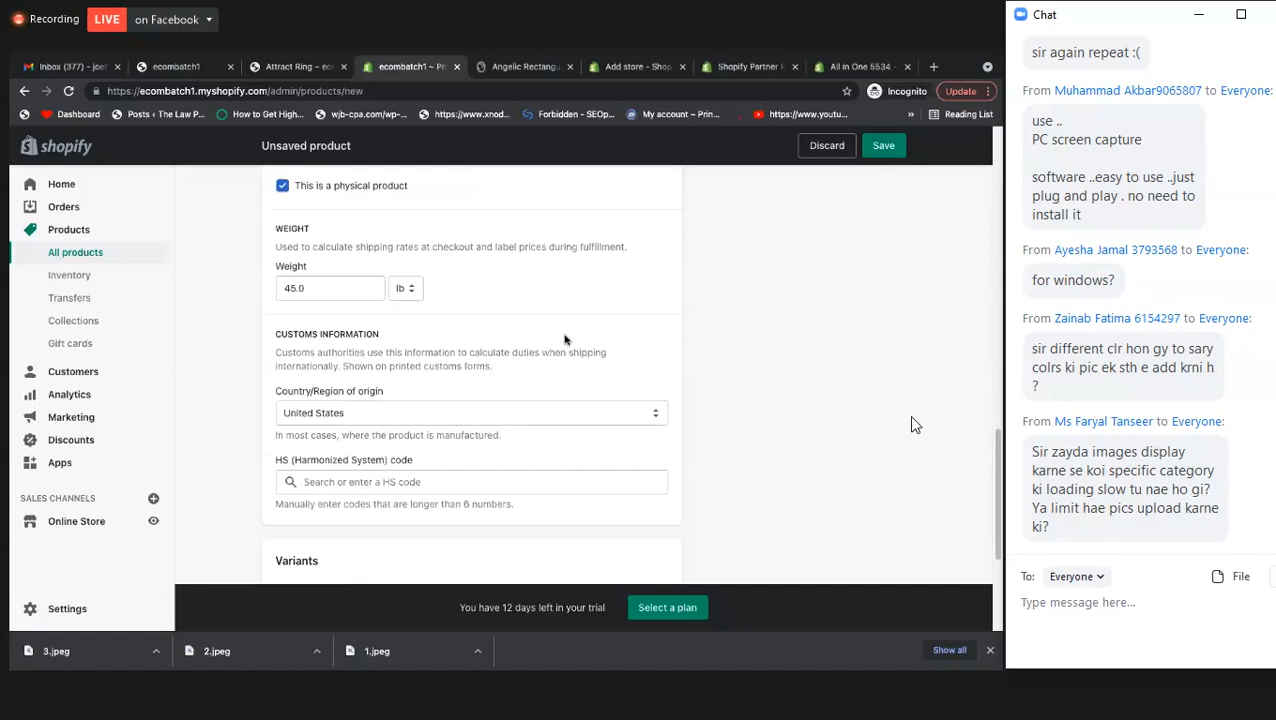 Recording
LIVE on Facebook
Inbox (377) – joet
ecombatch1
Attract Ring – eco
ecombatch1 ~ Pr
Angelic Rectangu
Add store - Shop
Shopify Partner F
All in One 5534 –
https://ecombatch1.myshopify.com/admin/products/new
Incognito
Update
Dashboard
Posts ‹ The Law P...
How to Get High...
wjb-cpa.com/wp-...
https://www.xnod...
Forbidden - SEOp...
My account – Prin...
https://www.youtu...
»
Reading List
shopify
Unsaved product
Discard
Save
Home
Orders
Products
All products
Inventory
Transfers
Collections
Gift cards
Customers
Analytics
Marketing
Discounts
Apps
SALES CHANNELS
Online Store
Settings
This is a physical product
WEIGHT
Used to calculate shipping rates at checkout and label prices during fulfillment.
Weight
45.0
lb
CUSTOMS INFORMATION
Customs authorities use this information to calculate duties when shipping
internationally. Shown on printed customs forms.
Country/Region of origin
United States
In most cases, where the product is manufactured.
HS (Harmonized System) code
Search or enter a HS code
Manually enter codes that are longer than 6 numbers.
Variants
You have 12 days left in your trial
Select a plan
3.jpeg
2.jpeg
1.jpeg
Show all
Chat
sir again repeat :(
From Muhammad Akbar9065807 to Everyone:
use ..
PC screen capture
software ..easy to use ..just
plug and play . no need to
install it
From Ayesha Jamal 3793568 to Everyone:
for windows?
From Zainab Fatima 6154297 to Everyone:
sir different clr hon gy to sary
colrs ki pic ek sth e add krni h
?
From Ms Faryal Tanseer to Everyone:
Sir zayda images display
karne se koi specific category
ki loading slow tu nae ho gi?
Ya limit hae pics upload karne
ki?
To: Everyone
File
Type message here...